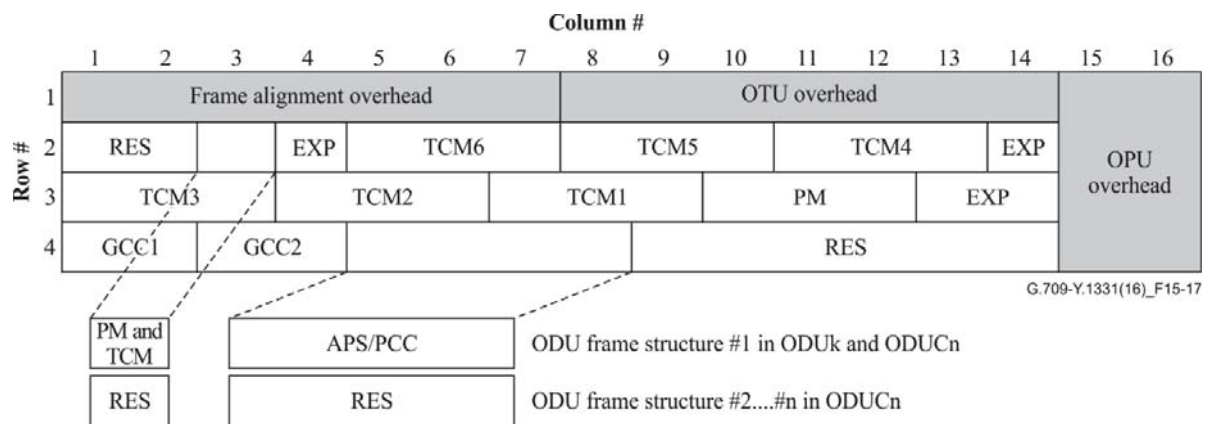 Column #
1 2 3 4 5 6 7 8 9 10 11 12 13 14 15 16
Row #
1 Frame alignment overhead OTU overhead
2 RES EXP TCM6 TCM5 TCM4 EXP
OPU
overhead
3 TCM3 TCM2 TCM1 PM EXP
4 GCC1 GCC2 RES
G.709-Y.1331(16)_F15-17
PM and
TCM
APS/PCC
ODU frame structure #1 in ODUk and ODUCn
RES RES ODU frame structure #2....#n in ODUCn